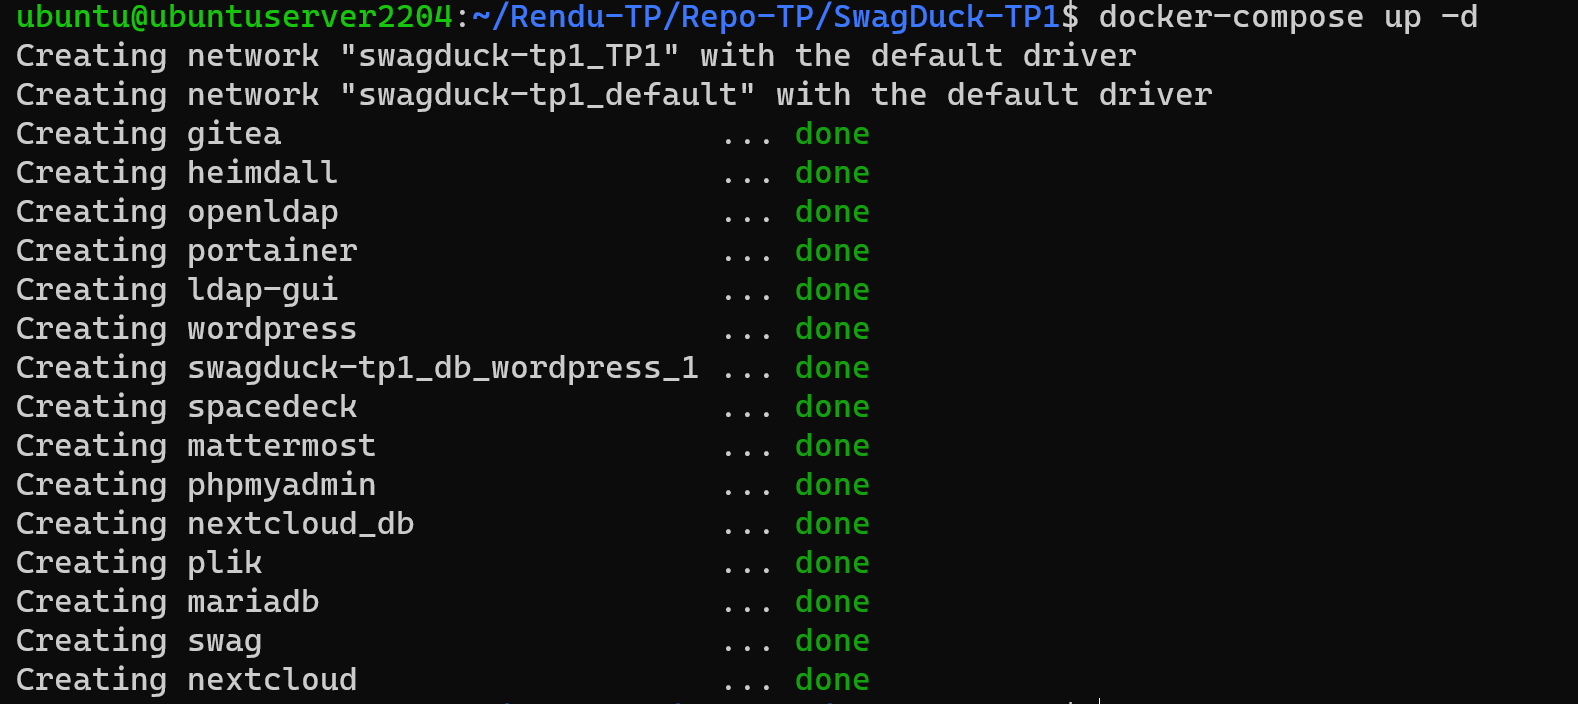 ubuntu@ubuntuserver2204:~/Rendu-TP/Repo-TP/SwagDuck-TP1$ docker-compose up -d
Creating network "swagduck-tp1_TP1" with the default driver
Creating network "swagduck-tp1_default" with the default driver
Creating gitea ... done
Creating heimdall ... done
Creating openldap ... done
Creating portainer ... done
Creating ldap-gui ... done
Creating wordpress ... done
Creating swagduck-tp1_db_wordpress_1 ... done
Creating spacedeck ... done
Creating mattermost ... done
Creating phpmyadmin ... done
Creating nextcloud_db ... done
Creating plik ... done
Creating mariadb ... done
Creating swag ... done
Creating nextcloud ... done